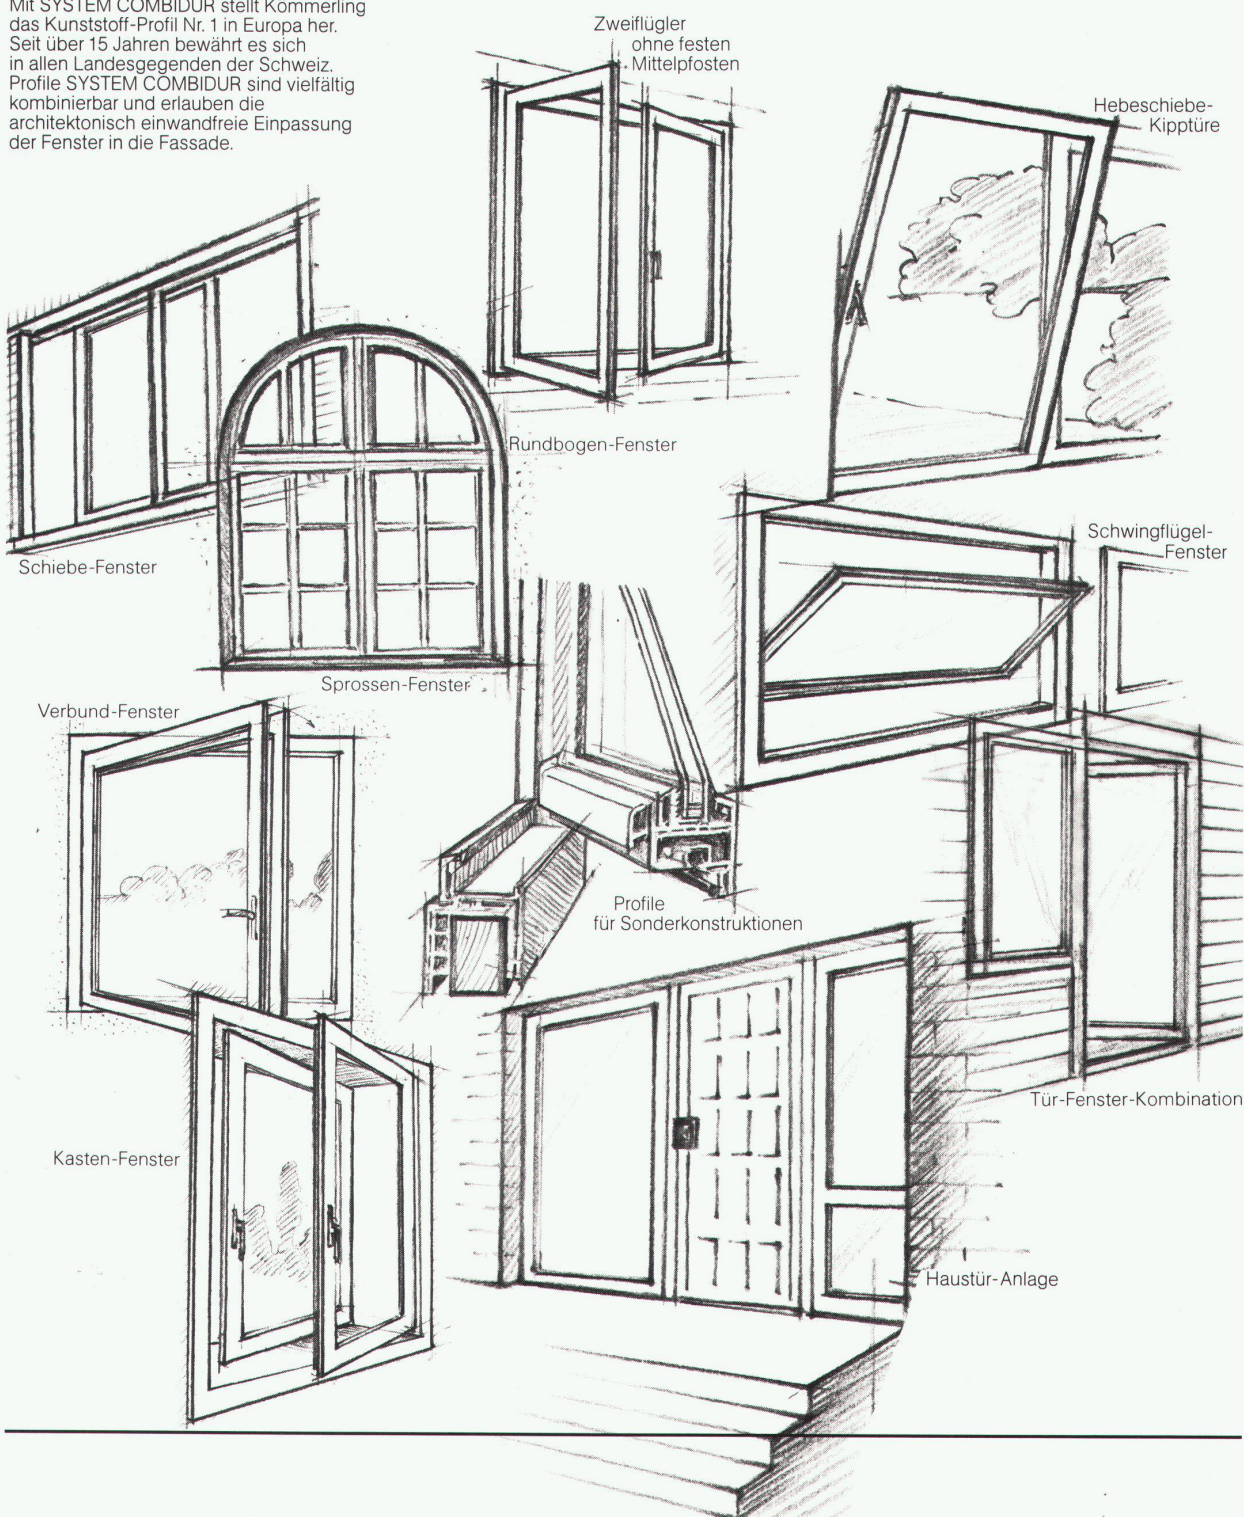 Mit SYSTEM COMBIDUR stellt Kömmerling
das Kunststoff-Profil Nr. 1 in Europa her.
Seit über 15 Jahren bewährt es sich
in allen Landesgegenden der Schweiz.
Profile SYSTEM COMBIDUR sind vielfältig
kombinierbar und erlauben die
architektonisch einwandfreie Einpassung
der Fenster in die Fassade.
Zweiflügler
ohne festen
Mittelpfosten
Hebeschiebe-
Kipptüre
Rundbogen-Fenster
Schiebe-Fenster
Schwingflügel-
Fenster
Sprossen-Fenster
Verbund-Fenster
Profile
für Sonderkonstruktionen
Tür-Fenster-Kombination
Kasten-Fenster
Haustür-Anlage